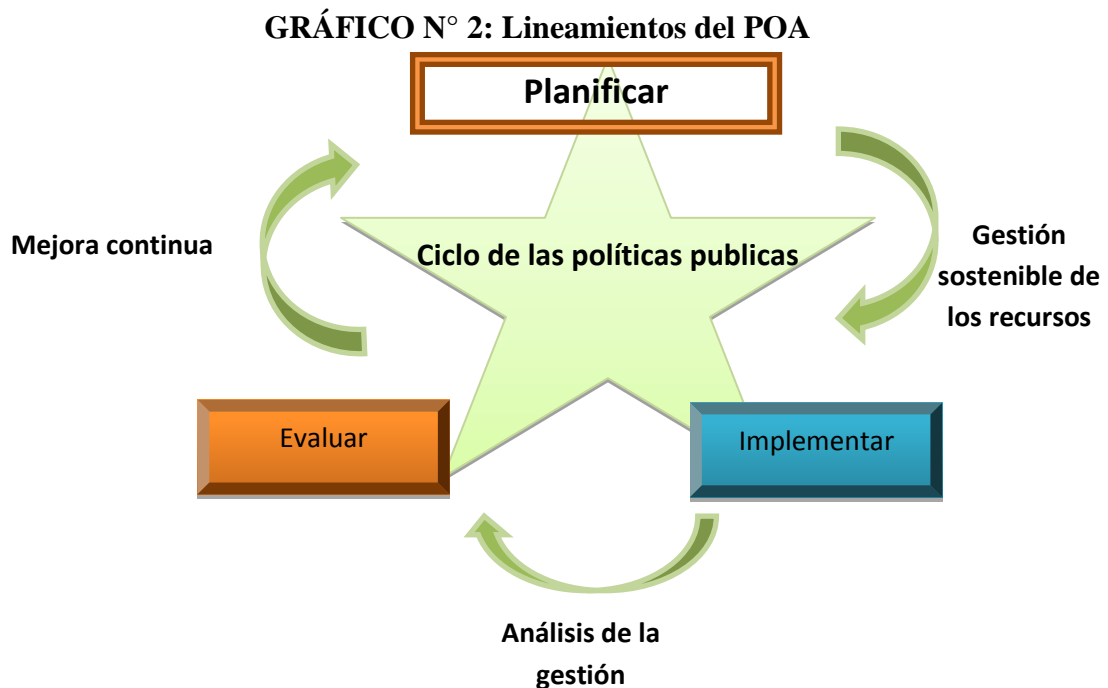 GRÁFICO N° 2: Lineamientos del POA
Planificar
Mejora continua
Ciclo de las políticas publicas
Gestión
sostenible de
los recursos
Evaluar
Implementar
Análisis de la
gestión